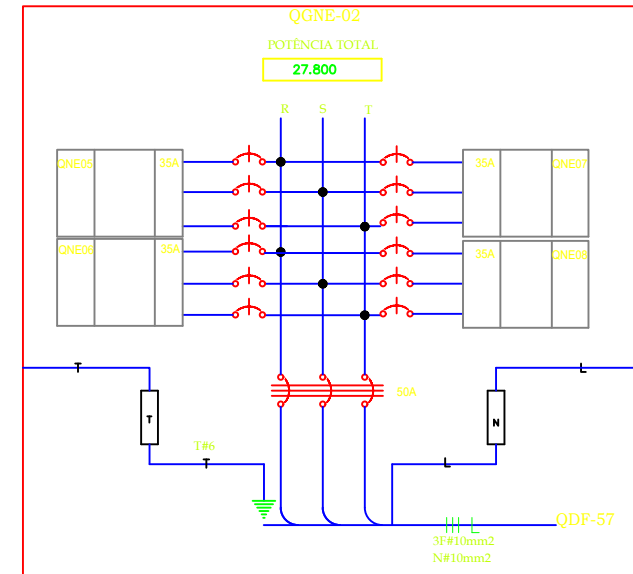 QGNE-02
POTÊNCIA TOTAL
27.800
R S T
QNE05 35A 35A QNE07
QNE06 35A 35A QNE08
T L
50A
T N
T#6
T L
QDF-57
3F#10mm2
N#10mm2